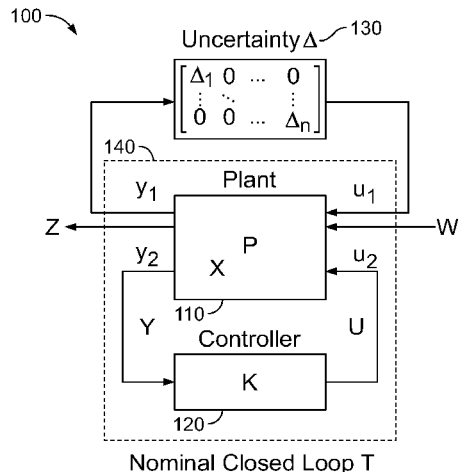 100
Uncertainty Δ 130
Δ1 0 ... 0
⋮ ⋱ ⋮
0 0 ... Δn
140
Plant
y1 u1
Z W
P
y2 u2
X
110
Y U
Controller
K
120
Nominal Closed Loop T